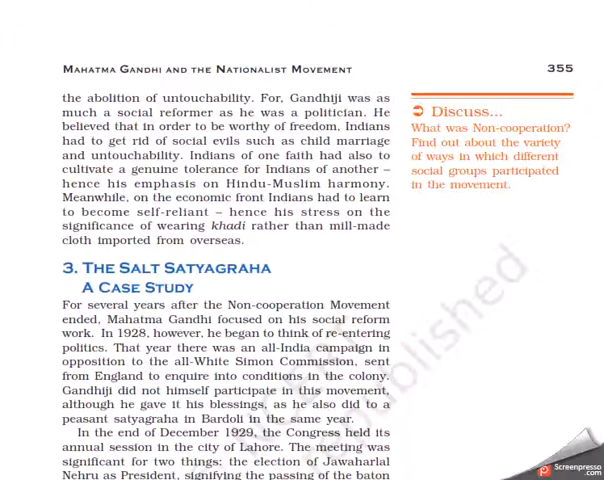 MAHATMA GANDHI AND THE NATIONALIST MOVEMENT
355
the abolition of untouchability. For, Gandhiji was as
much a social reformer as he was a politician. He
believed that in order to be worthy of freedom, Indians
had to get rid of social evils such as child marriage
and untouchability. Indians of one faith had also to
cultivate a genuine tolerance for Indians of another –
hence his emphasis on Hindu-Muslim harmony.
Meanwhile, on the economic front Indians had to learn
to become self-reliant – hence his stress on the
significance of wearing khadi rather than mill-made
cloth imported from overseas.
3. THE SALT SATYAGRAHA
A CASE STUDY
For several years after the Non-cooperation Movement
ended, Mahatma Gandhi focused on his social reform
work. In 1928, however, he began to think of re-entering
politics. That year there was an all-India campaign in
opposition to the all-White Simon Commission, sent
from England to enquire into conditions in the colony.
Gandhiji did not himself participate in this movement,
although he gave it his blessings, as he also did to a
peasant satyagraha in Bardoli in the same year.
In the end of December 1929, the Congress held its
annual session in the city of Lahore. The meeting was
significant for two things: the election of Jawaharlal
Nehru as President, signifying the passing of the baton
Discuss...
What was Non-cooperation?
Find out about the variety
of ways in which different
social groups participated
in the movement.
Screenpresso
.com